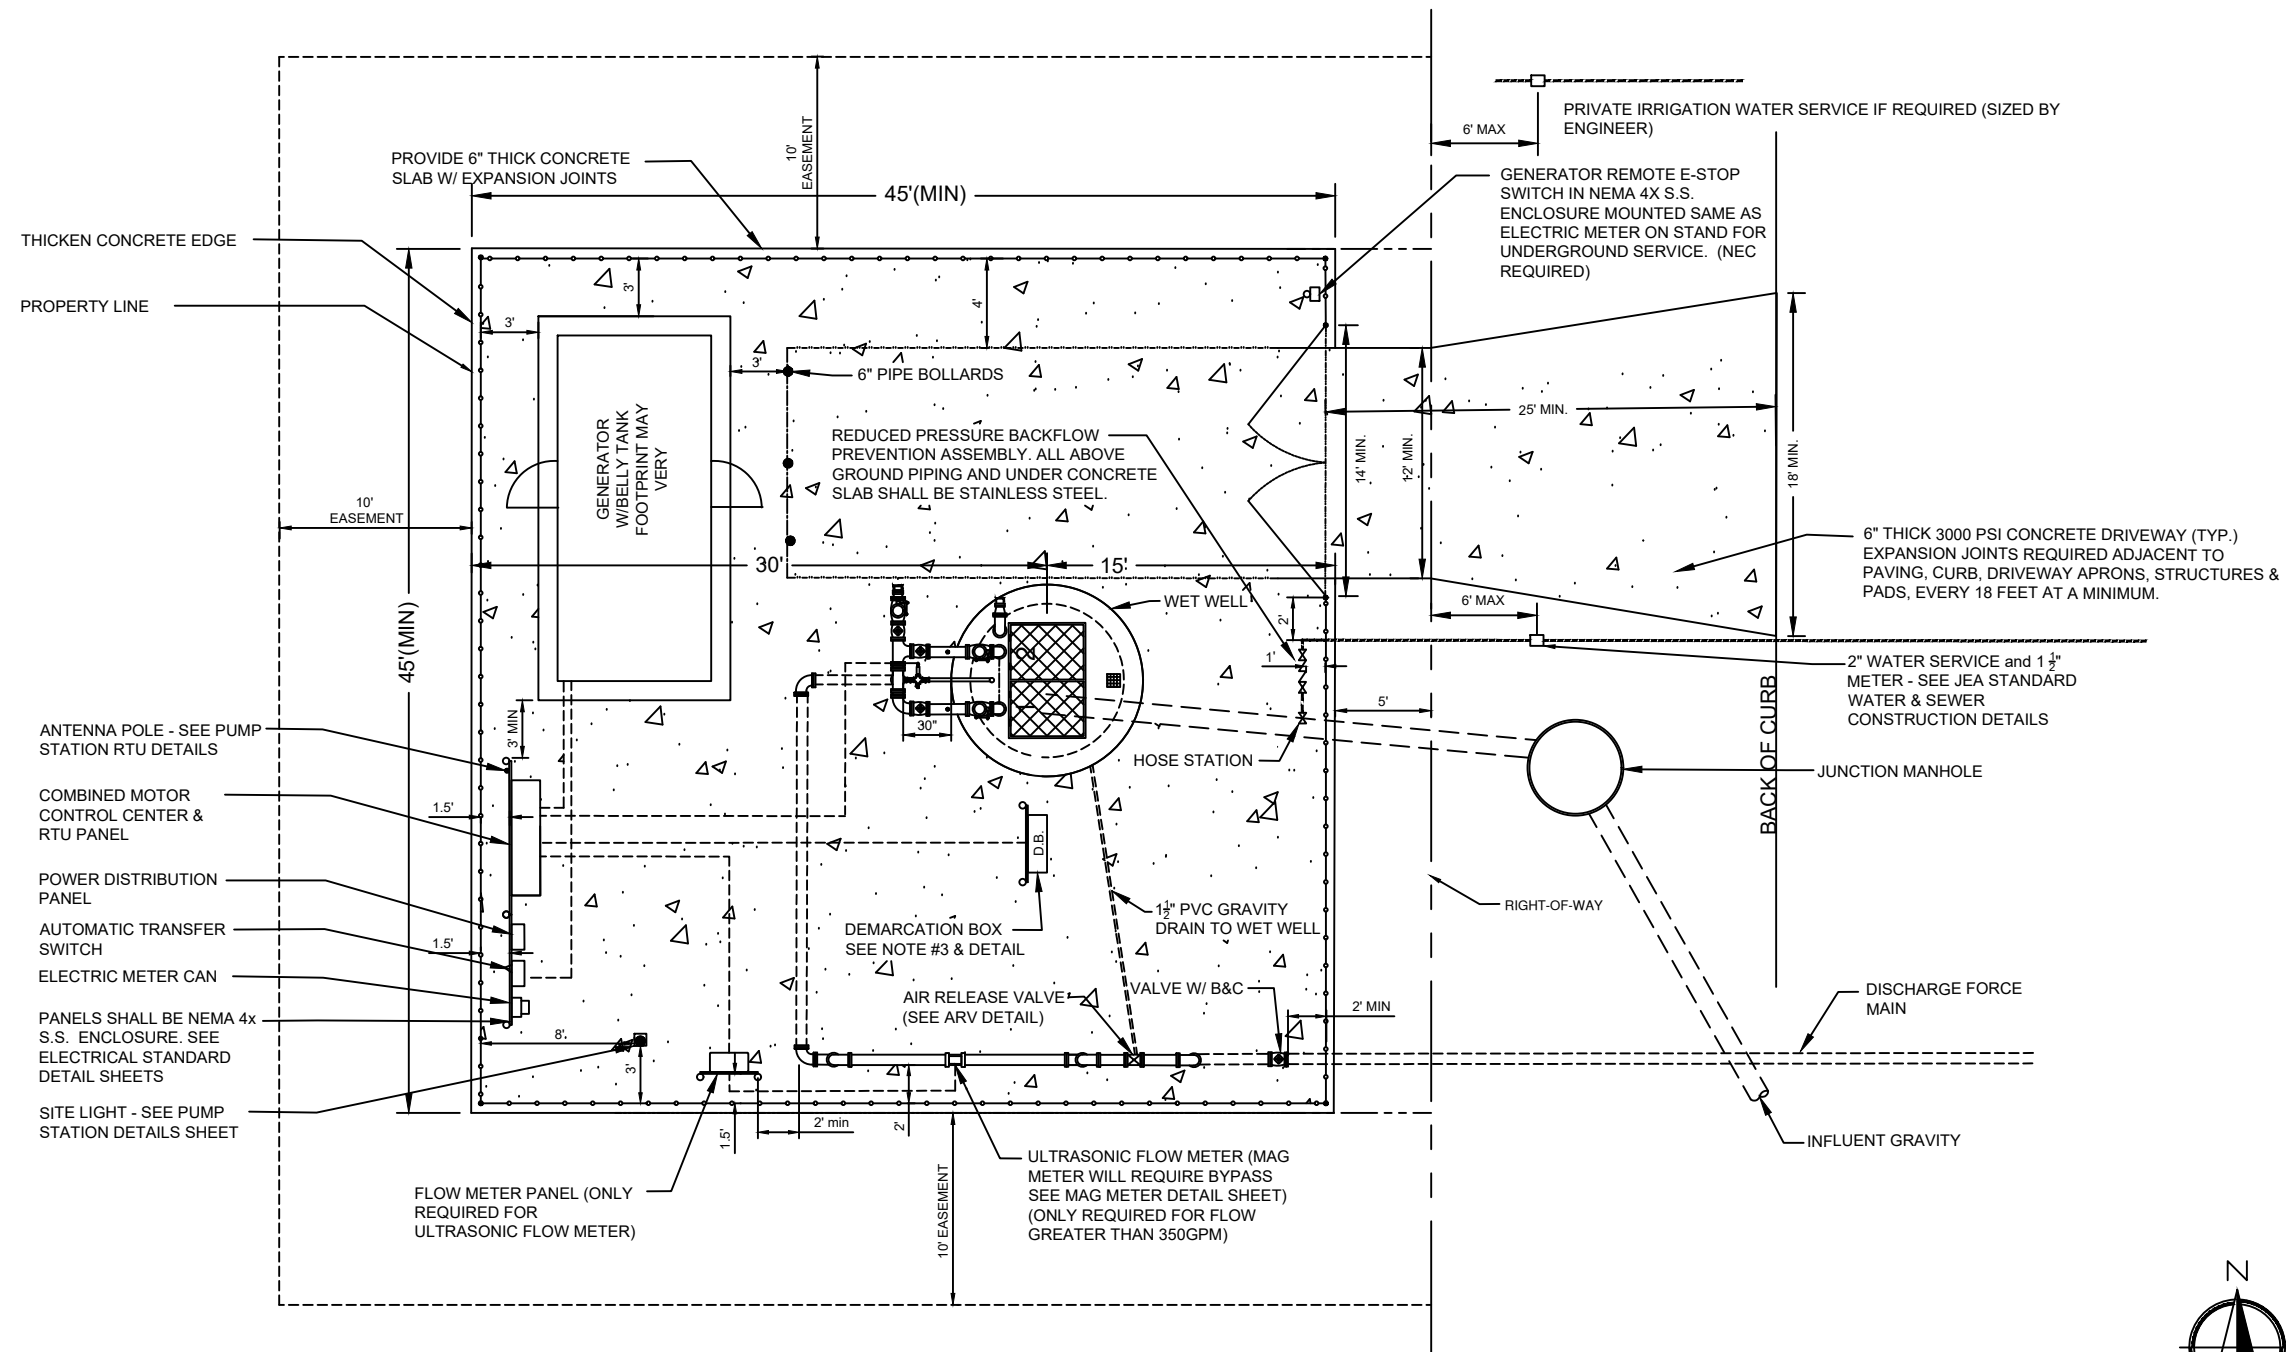 10'
EASEMENT
PRIVATE IRRIGATION WATER SERVICE IF REQUIRED (SIZED BY
ENGINEER)
6' MAX
PROVIDE 6" THICK CONCRETE
SLAB W/ EXPANSION JOINTS
45'(MIN)
GENERATOR REMOTE E-STOP
SWITCH IN NEMA 4X S.S.
ENCLOSURE MOUNTED SAME AS
ELECTRIC METER ON STAND FOR
UNDERGROUND SERVICE. (NEC
REQUIRED)
THICKEN CONCRETE EDGE
PROPERTY LINE
3'
4'
3'
3'
6" PIPE BOLLARDS
GENERATOR
W/BELLY TANK
FOOTPRINT MAY
VERY
REDUCED PRESSURE BACKFLOW
PREVENTION ASSEMBLY. ALL ABOVE
GROUND PIPING AND UNDER CONCRETE
SLAB SHALL BE STAINLESS STEEL.
14' MIN.
12' MIN.
25' MIN.
18' MIN.
10'
EASEMENT
6" THICK 3000 PSI CONCRETE DRIVEWAY (TYP.)
EXPANSION JOINTS REQUIRED ADJACENT TO
PAVING, CURB, DRIVEWAY APRONS, STRUCTURES &
PADS, EVERY 18 FEET AT A MINIMUM.
30'
15'
45'(MIN)
WET WELL
6' MAX
2'
1'
2" WATER SERVICE and 1 1/2"
METER - SEE JEA STANDARD
WATER & SEWER
CONSTRUCTION DETAILS
5'
30"
3' MIN
HOSE STATION
ANTENNA POLE - SEE PUMP
STATION RTU DETAILS
JUNCTION MANHOLE
BACK OF CURB
COMBINED MOTOR
CONTROL CENTER &
RTU PANEL
1.5'
D.B.
POWER DISTRIBUTION
PANEL
RIGHT-OF-WAY
1 1/2" PVC GRAVITY
DRAIN TO WET WELL
DEMARCATION BOX
SEE NOTE #3 & DETAIL
AUTOMATIC TRANSFER
SWITCH
1.5'
ELECTRIC METER CAN
AIR RELEASE VALVE
(SEE ARV DETAIL)
VALVE W/ B&C
2' MIN
DISCHARGE FORCE
MAIN
PANELS SHALL BE NEMA 4x
S.S. ENCLOSURE. SEE
ELECTRICAL STANDARD
DETAIL SHEETS
8'
3'
SITE LIGHT - SEE PUMP
STATION DETAILS SHEET
1.5'
2' min
2'
INFLUENT GRAVITY
FLOW METER PANEL (ONLY
REQUIRED FOR
ULTRASONIC FLOW METER)
10' EASEMENT
ULTRASONIC FLOW METER (MAG
METER WILL REQUIRE BYPASS
SEE MAG METER DETAIL SHEET)
(ONLY REQUIRED FOR FLOW
GREATER THAN 350GPM)
N